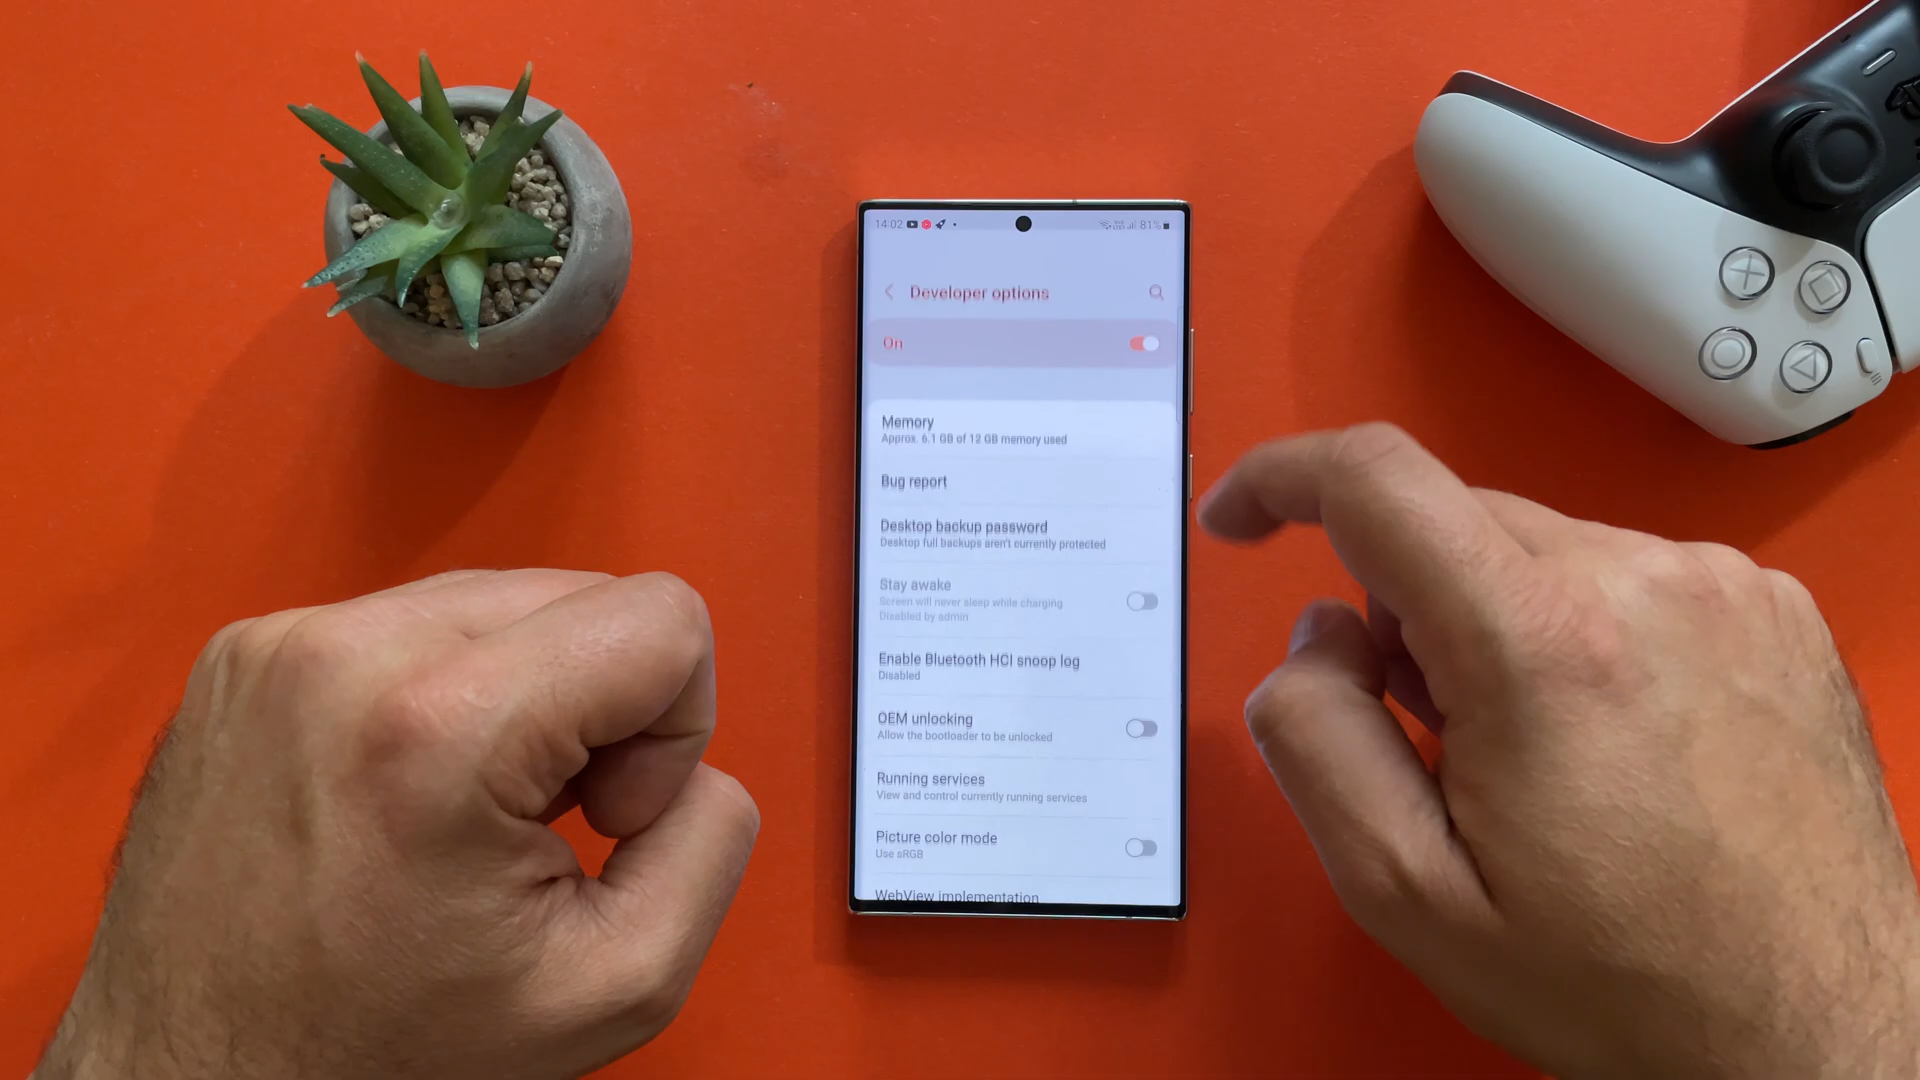 14:02 81%
Developer options
On
Memory
Approx. 6.1 GB of 12 GB memory used
Bug report
Desktop backup password
Desktop full backups aren't currently protected
Stay awake
Screen will never sleep while charging
Disabled by admin
Enable Bluetooth HCI snoop log
Disabled
OEM unlocking
Allow the bootloader to be unlocked
Running services
View and control currently running services
Picture color mode
Use sRGB
WebView implementation